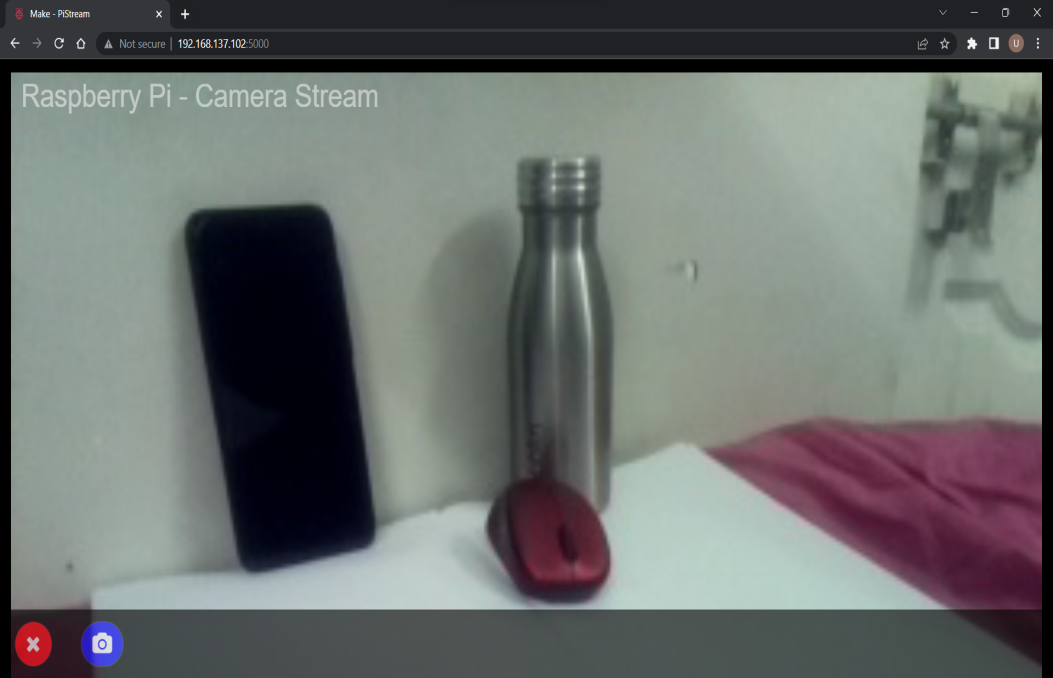 Make - PiStream
Not secure | 192.168.137.102:5000
U
Raspberry Pi - Camera Stream